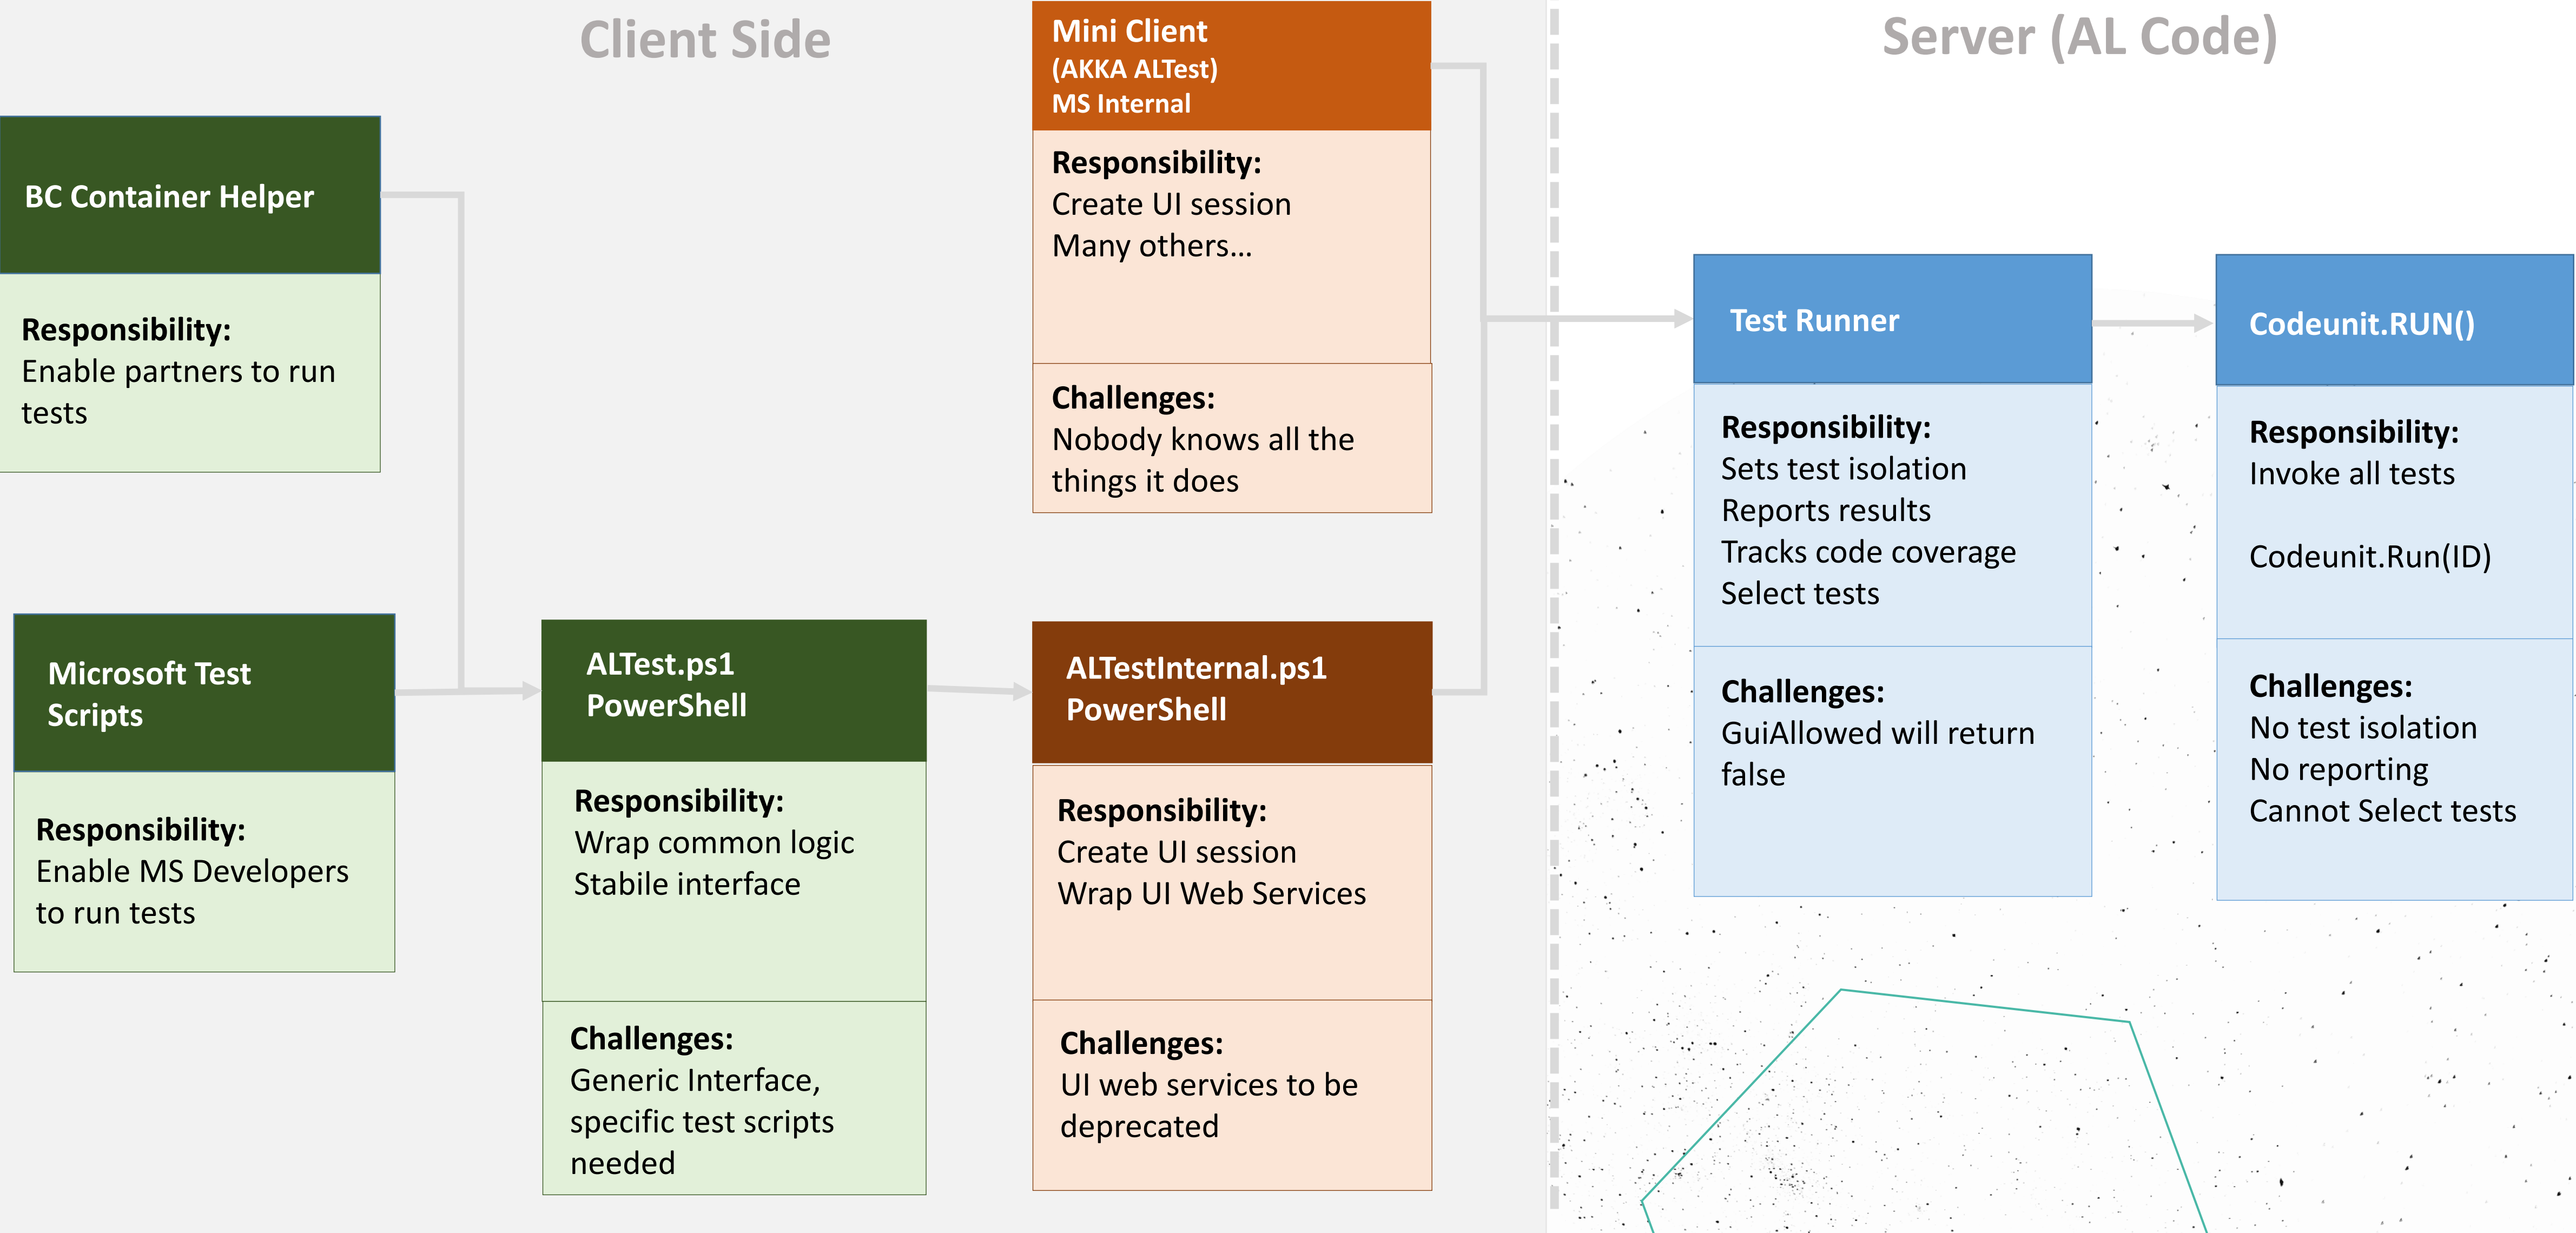 Client Side
Server (AL Code)
Mini Client
(AKKA ALTest)
MS Internal
Responsibility:
Create UI session
Many others...
Challenges:
Nobody knows all the
things it does
BC Container Helper
Responsibility:
Enable partners to run
tests
Microsoft Test
Scripts
Responsibility:
Enable MS Developers
to run tests
ALTest.ps1
PowerShell
Responsibility:
Wrap common logic
Stabile interface
Challenges:
Generic Interface,
specific test scripts
needed
ALTestInternal.ps1
PowerShell
Responsibility:
Create UI session
Wrap UI Web Services
Challenges:
UI web services to be
deprecated
Test Runner
Responsibility:
Sets test isolation
Reports results
Tracks code coverage
Select tests
Challenges:
GuiAllowed will return
false
Codeunit.RUN()
Responsibility:
Invoke all tests
Codeunit.Run(ID)
Challenges:
No test isolation
No reporting
Cannot Select tests